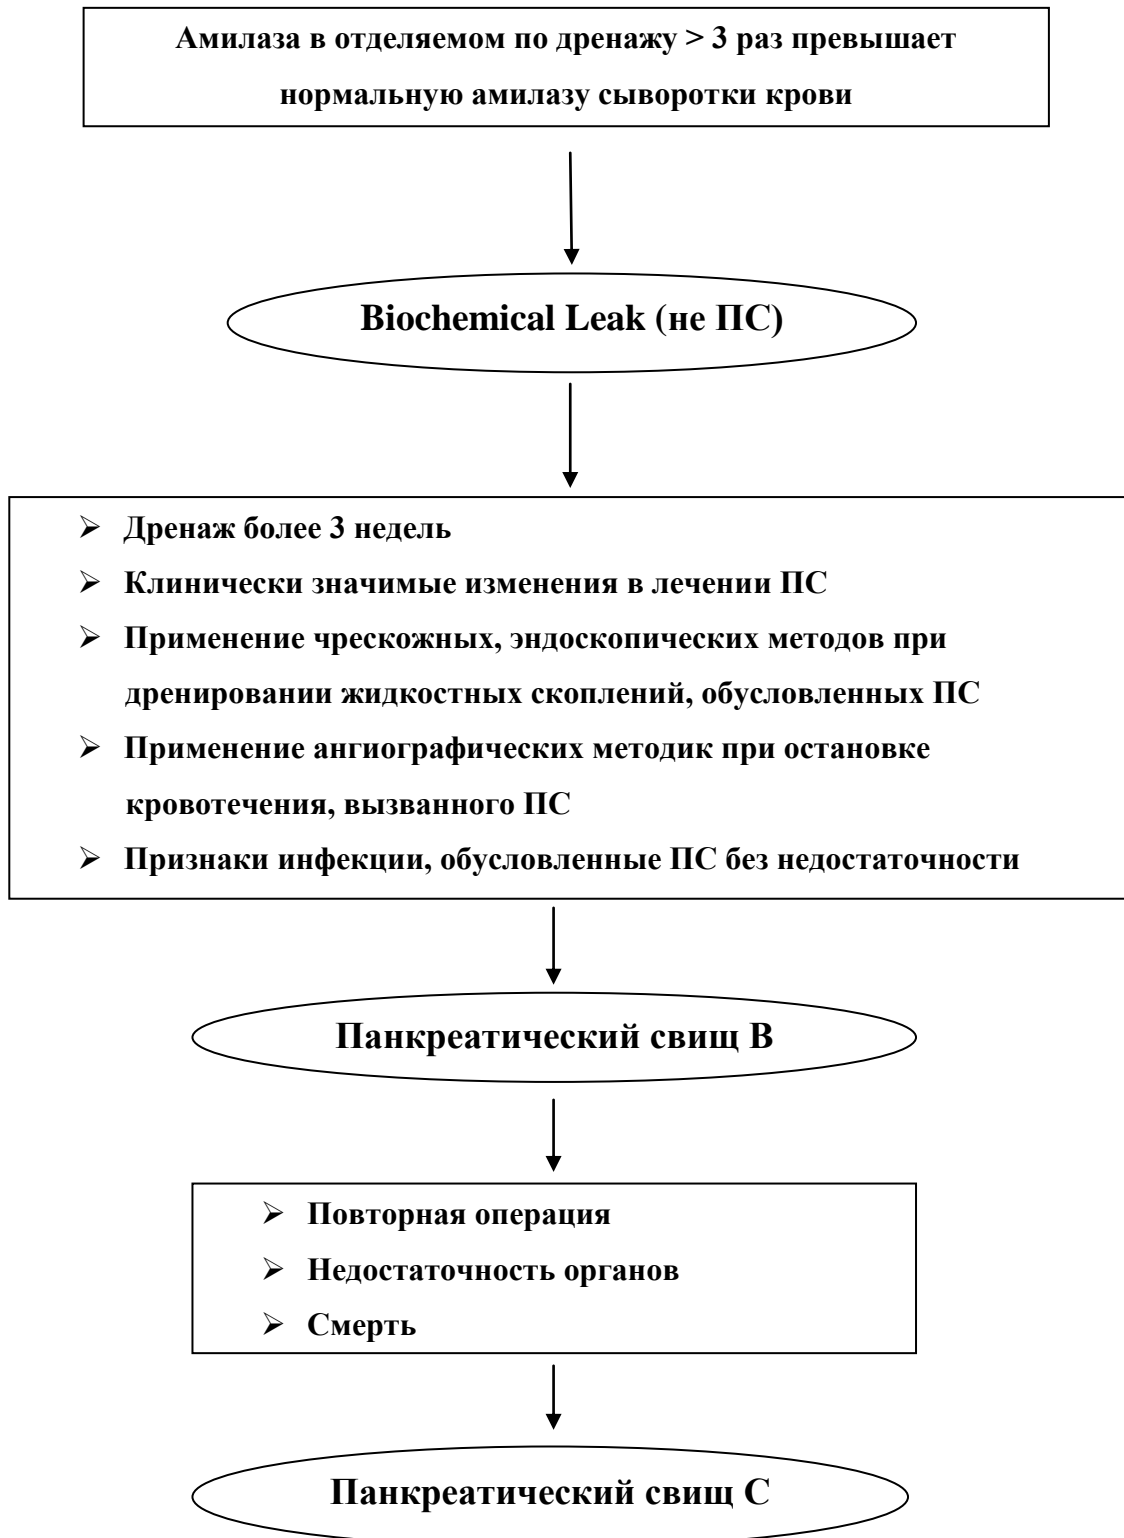 Амилаза в отделяемом по дренажу > 3 раз превышает
нормальную амилазу сыворотки крови
Biochemical Leak (не ПС)
➢ Дренаж более 3 недель
➢ Клинически значимые изменения в лечении ПС
➢ Применение чрескожных, эндоскопических методов при
дренировании жидкостных скоплений, обусловленных ПС
➢ Применение ангиографических методик при остановке
кровотечения, вызванного ПС
➢ Признаки инфекции, обусловленные ПС без недостаточности
Панкреатический свищ В
➢ Повторная операция
➢ Недостаточность органов
➢ Смерть
Панкреатический свищ С